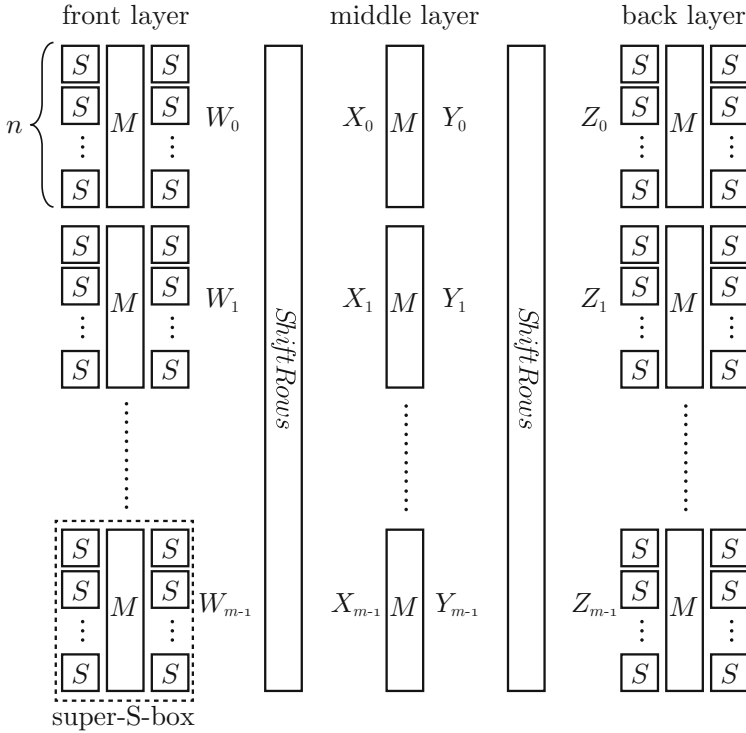 front layer middle layer back layer
S S S S
S S S S
n M W₀ X₀ M Y₀ Z₀ M
S S S S
S S S S
S S S S
M W₁ X₁ M Y₁ Z₁ M
S S S S
ShiftRows ShiftRows
S S S S
S S S S
M Wₘ₋₁ Xₘ₋₁ M Yₘ₋₁ Zₘ₋₁ M
S S S S
super-S-box